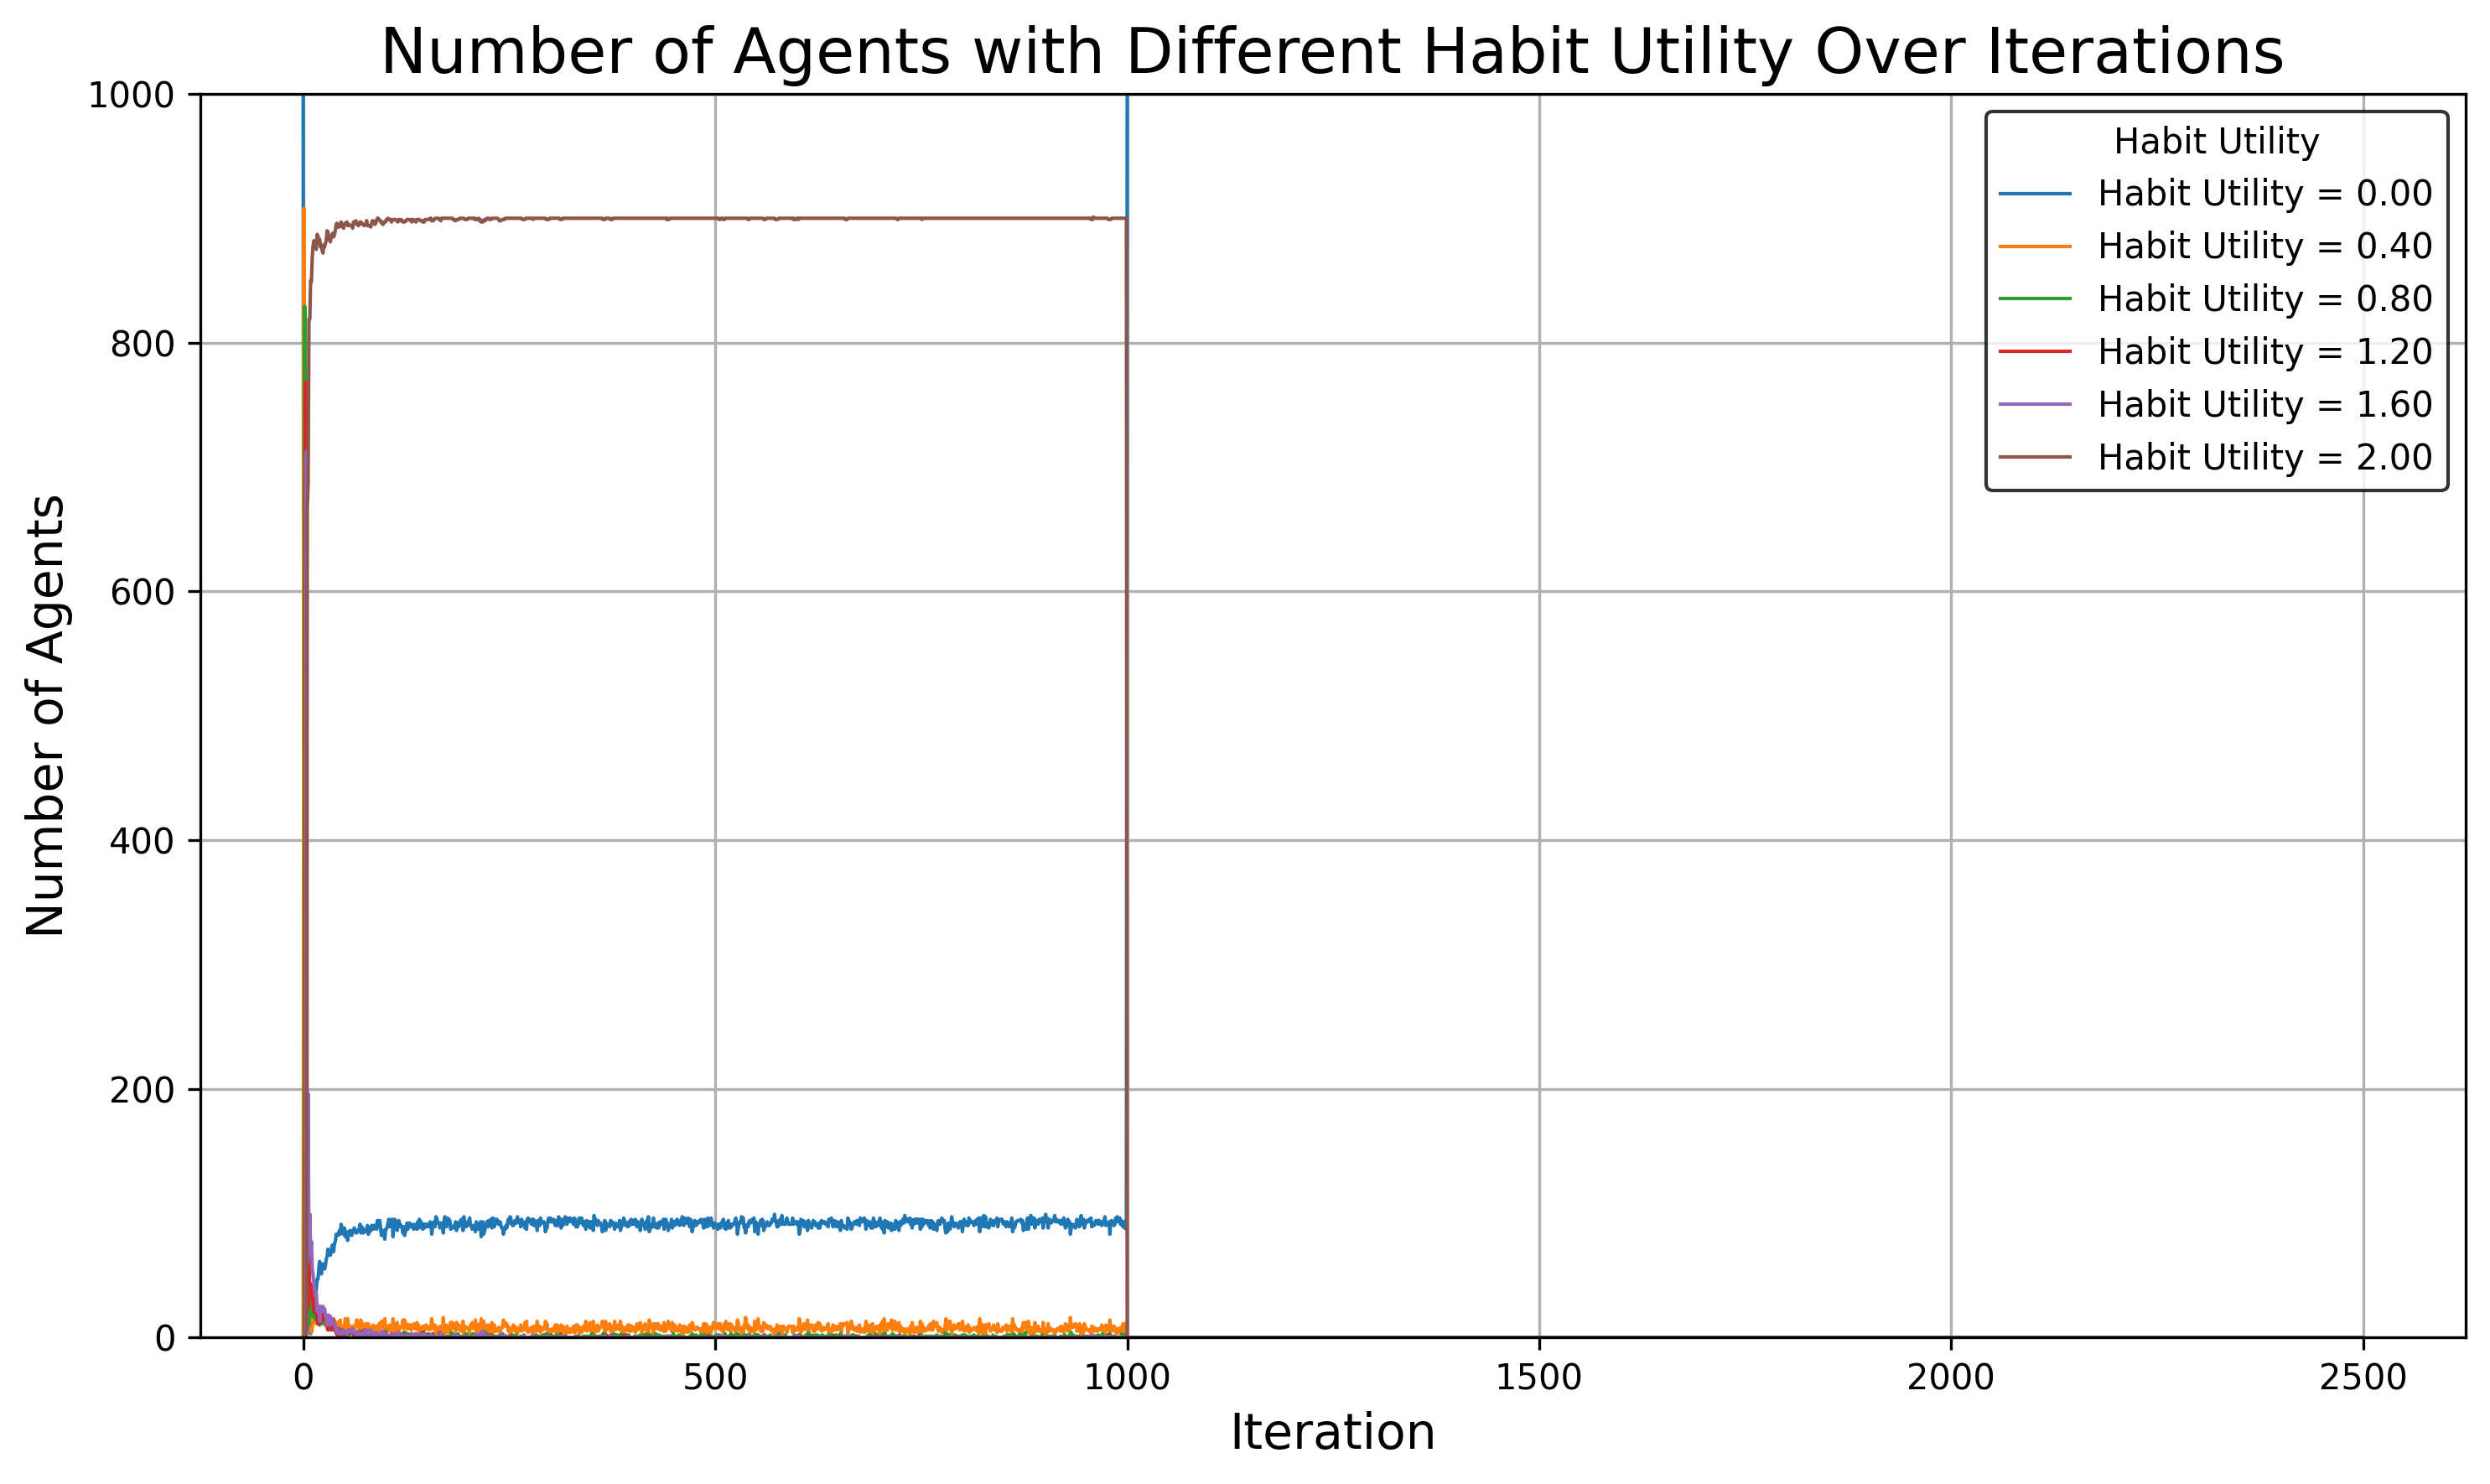 Number of Agents with Different Habit Utility Over Iterations
1000
800
600
400
200
0
Number of Agents
Habit Utility
Habit Utility = 0.00
Habit Utility = 0.40
Habit Utility = 0.80
Habit Utility = 1.20
Habit Utility = 1.60
Habit Utility = 2.00
0 500 1000 1500 2000 2500
Iteration